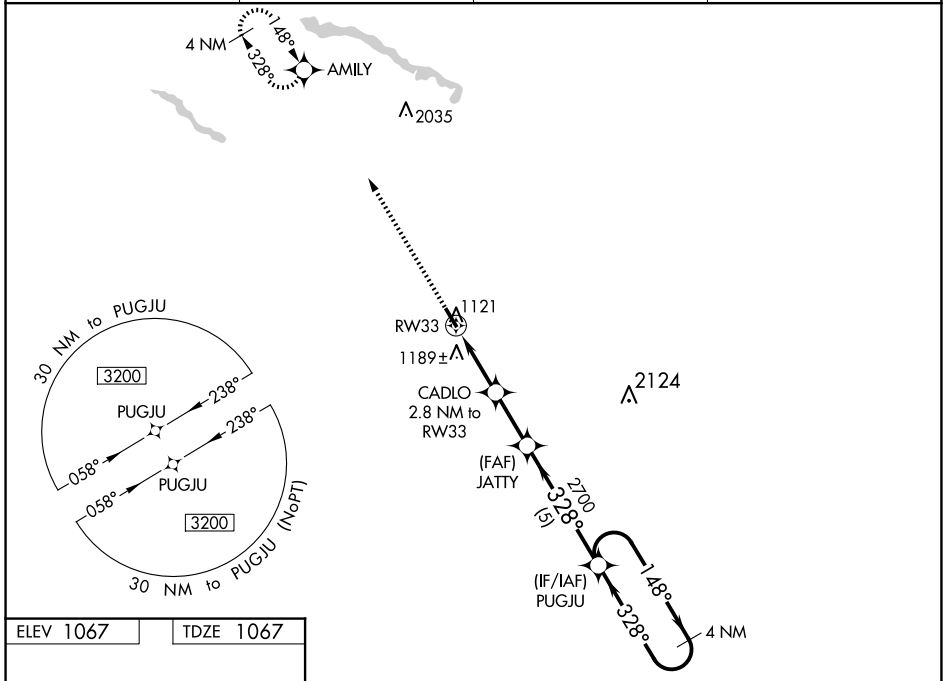 4 NM
148°
328°
AMILY
2035
1121
RW33
1189±
CADLO
2.8 NM to
RW33
2124
(FAF)
JATTY
2700
328°
(5)
(IF/IAF)
PUGJU
148°
328°
4 NM
30 NM to PUGJU
3200
PUGJU
238°
058°
238°
PUGJU
058°
3200
30 NM to PUGJU (NoPT)
ELEV 1067
TDZE 1067